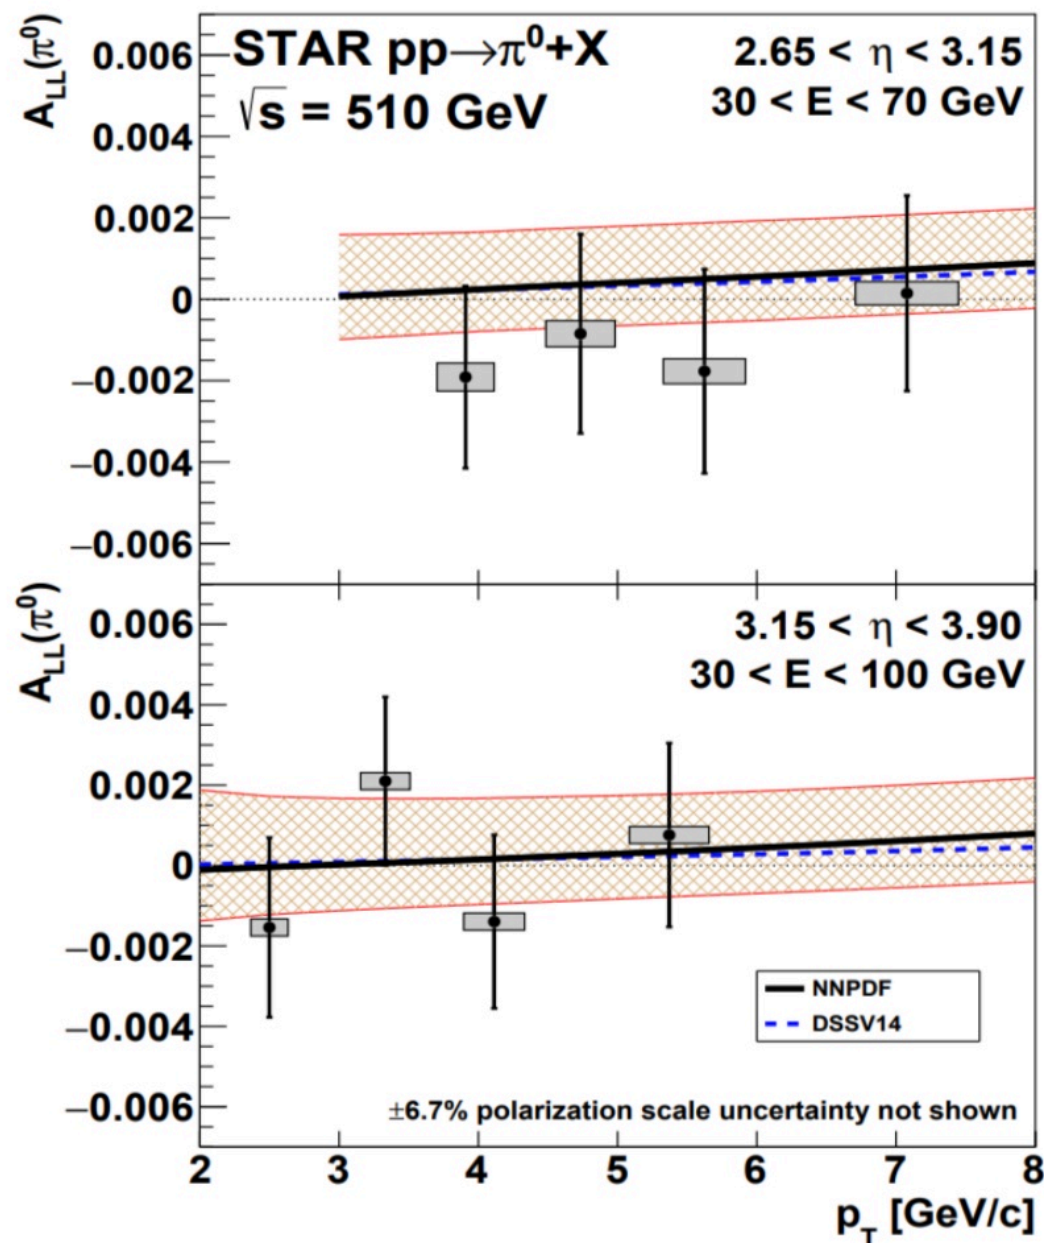 A_LL(π⁰)
STAR pp→π⁰+X
√s = 510 GeV
2.65 < η < 3.15
30 < E < 70 GeV
0.006
0.004
0.002
0
−0.002
−0.004
−0.006
A_LL(π⁰)
3.15 < η < 3.90
30 < E < 100 GeV
0.006
0.004
0.002
0
−0.002
−0.004
−0.006
NNPDF
DSSV14
±6.7% polarization scale uncertainty not shown
2 3 4 5 6 7 8
p_T [GeV/c]